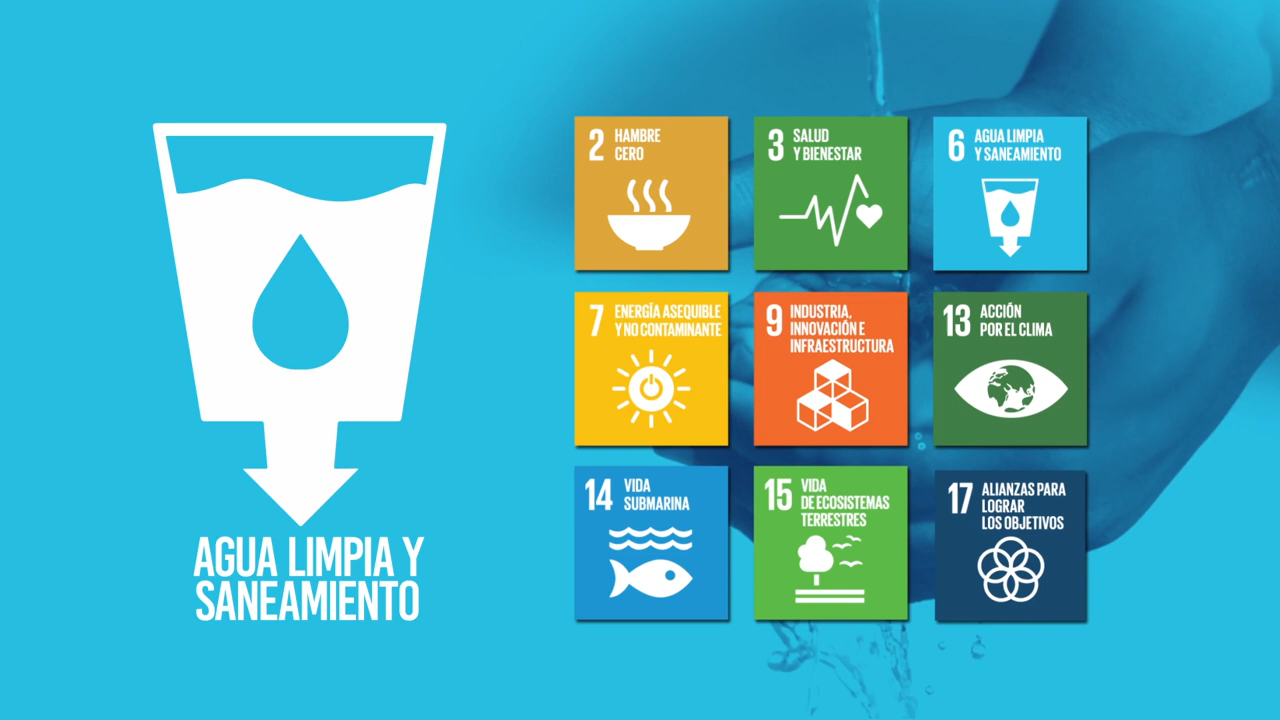 AGUA LIMPIA Y
SANEAMIENTO
2 HAMBRE
CERO
3 SALUD
Y BIENESTAR
6 AGUA LIMPIA
Y SANEAMIENTO
7 ENERGÍA ASEQUIBLE
Y NO CONTAMINANTE
9 INDUSTRIA,
INNOVACIÓN E
INFRAESTRUCTURA
13 ACCIÓN
POR EL CLIMA
14 VIDA
SUBMARINA
15 VIDA
DE ECOSISTEMAS
TERRESTRES
17 ALIANZAS PARA
LOGRAR
LOS OBJETIVOS